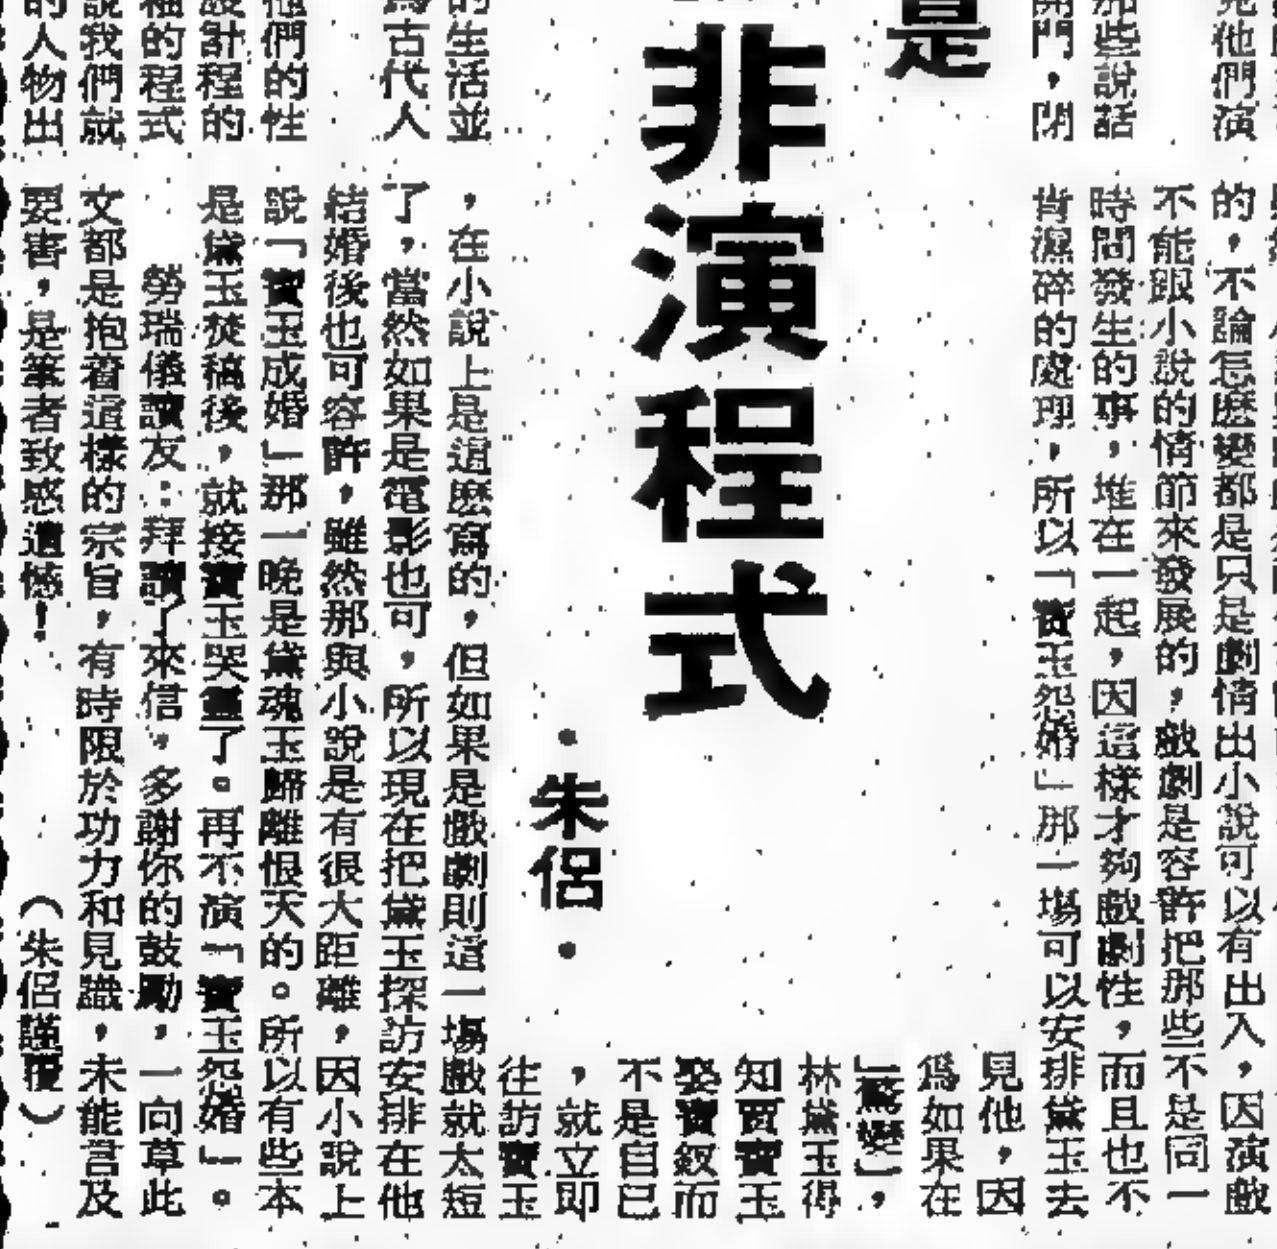 他們演
那些說話
開門，閉
的，不論怎麽變都是只是劇情出小說可以有出入，因演戲
不能跟小說的情節來發展的，戲劇是容許把那些不是同一
時間發生的事，堆在一起，因這樣才夠戲劇性，而且也不
肯濕碎的處理，所以「寶玉怨婚」那一場可以安排黛玉去
見他，因
爲如果在
「驚變」，
林黛玉得
知賈寶玉
娶寶釵而
不是自已
，就立即
往訪寶玉
是
非演程式
•朱侶•
的生活並
古代人
他們的性
設計程的
袖的程式
說我們就
的人物出
，在小說上是這麽寫的，但如果是戲劇則這一場戲就太短
了，當然如果是電影也可，所以現在把黛玉探訪安排在他
結婚後也可容許，雖然那與小說是有很大距離，因小說上
說「寶玉成婚」那一晚是黛魂玉歸離恨天的。所以有些本
是黛玉焚稿後，就接寶玉哭靈了。再不演「寶玉怨婚」。
勞瑞儀讀友：拜讀了來信，多謝你的鼓勵，一向草此
文都是抱着這樣的宗旨，有時限於功力和見識，未能言及
要害，是筆者致感遺憾！（朱侶謹覆）